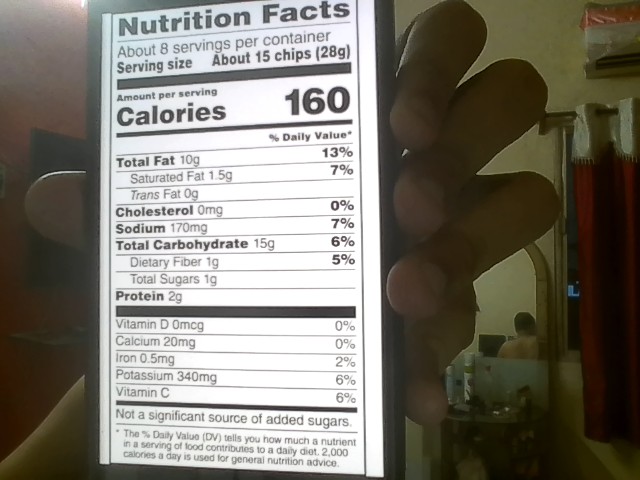 Nutrition Facts
About 8 servings per container
Serving size About 15 chips (28g)
Amount per serving
Calories 160
% Daily Value*
Total Fat 10g 13%
Saturated Fat 1.5g 7%
Trans Fat 0g
Cholesterol 0mg 0%
Sodium 170mg 7%
Total Carbohydrate 15g 6%
Dietary Fiber 1g 5%
Total Sugars 1g
Protein 2g
Vitamin D 0mcg 0%
Calcium 20mg 0%
Iron 0.5mg 2%
Potassium 340mg 6%
Vitamin C 6%
Not a significant source of added sugars.
* The % Daily Value (DV) tells you how much a nutrient
in a serving of food contributes to a daily diet. 2,000
calories a day is used for general nutrition advice.